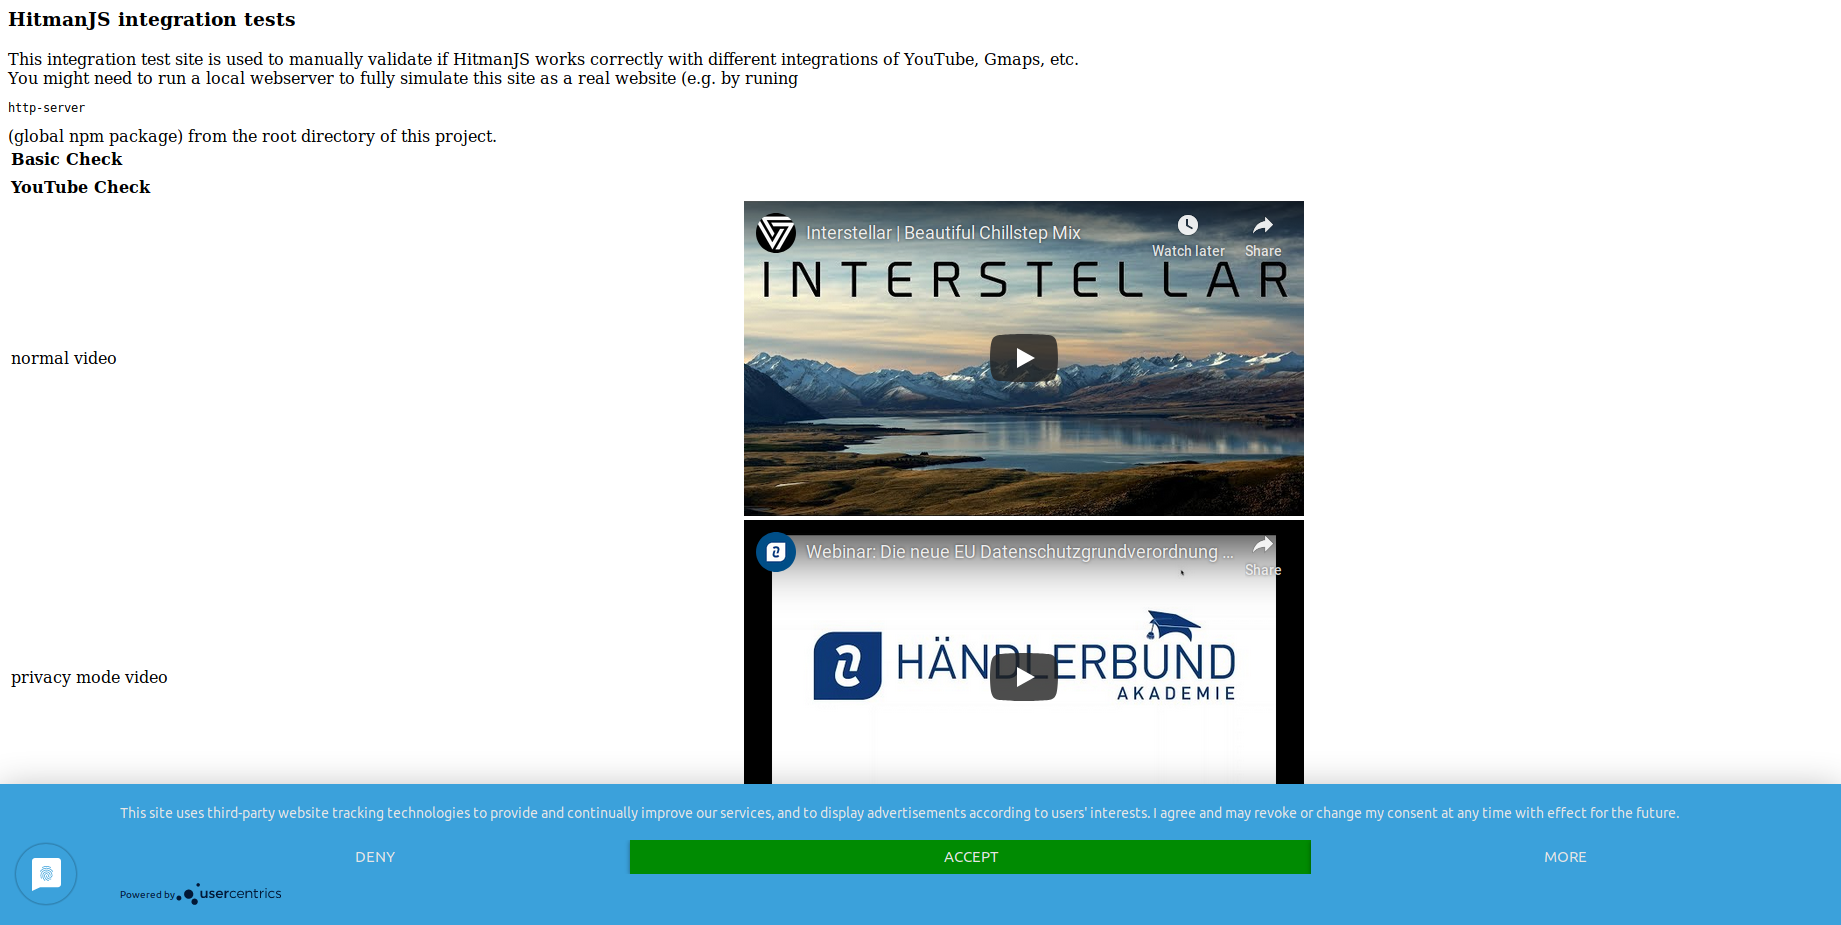 HitmanJS integration tests
This integration test site is used to manually validate if HitmanJS works correctly with different integrations of YouTube, Gmaps, etc.
You might need to run a local webserver to fully simulate this site as a real website (e.g. by runing
http-server
(global npm package) from the root directory of this project.
Basic Check
YouTube Check
Interstellar | Beautiful Chillstep Mix
Watch later
Share
INTERSTELLAR
normal video
Webinar: Die neue EU Datenschutzgrundverordnung ...
Share
HÄNDLERBUND
AKADEMIE
privacy mode video
This site uses third-party website tracking technologies to provide and continually improve our services, and to display advertisements according to users' interests. I agree and may revoke or change my consent at any time with effect for the future.
DENY
ACCEPT
MORE
Powered by usercentrics